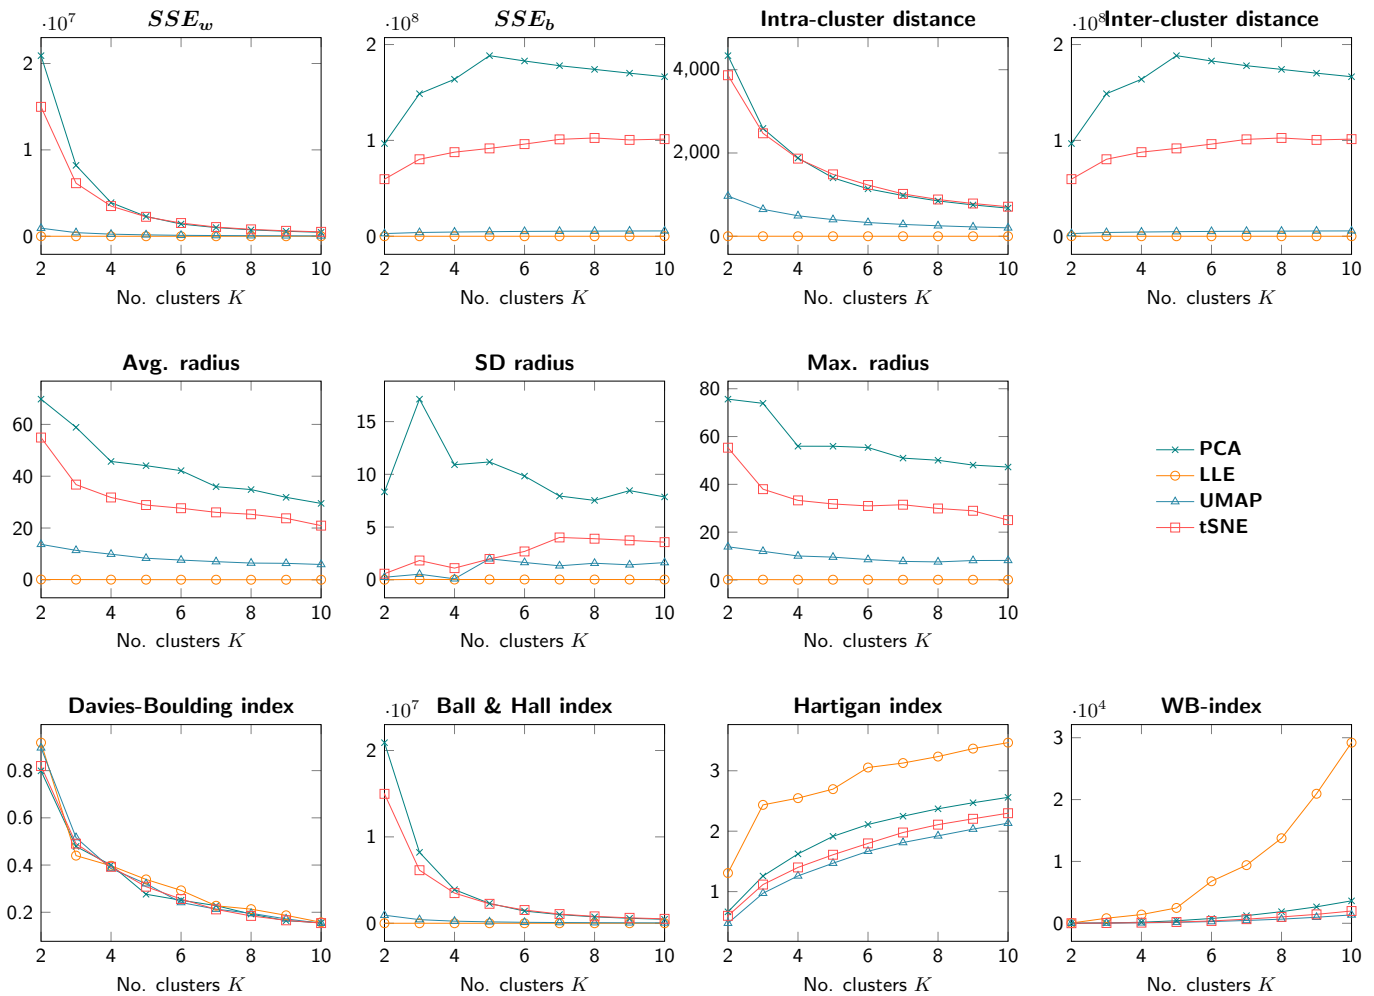 SSE_w
SSE_b
Intra-cluster distance
Inter-cluster distance
·10^7
·10^8
·10^8
2
1
0
2
1
0
4,000
2,000
0
2
1
0
2 4 6 8 10
2 4 6 8 10
2 4 6 8 10
2 4 6 8 10
No. clusters K
No. clusters K
No. clusters K
No. clusters K
Avg. radius
SD radius
Max. radius
60
40
20
0
15
10
5
0
80
60
40
20
0
2 4 6 8 10
2 4 6 8 10
2 4 6 8 10
No. clusters K
No. clusters K
No. clusters K
PCA
LLE
UMAP
tSNE
Davies-Boulding index
Ball & Hall index
Hartigan index
WB-index
·10^7
·10^4
0.8
0.6
0.4
0.2
2
1
0
3
2
1
3
2
1
0
2 4 6 8 10
2 4 6 8 10
2 4 6 8 10
2 4 6 8 10
No. clusters K
No. clusters K
No. clusters K
No. clusters K